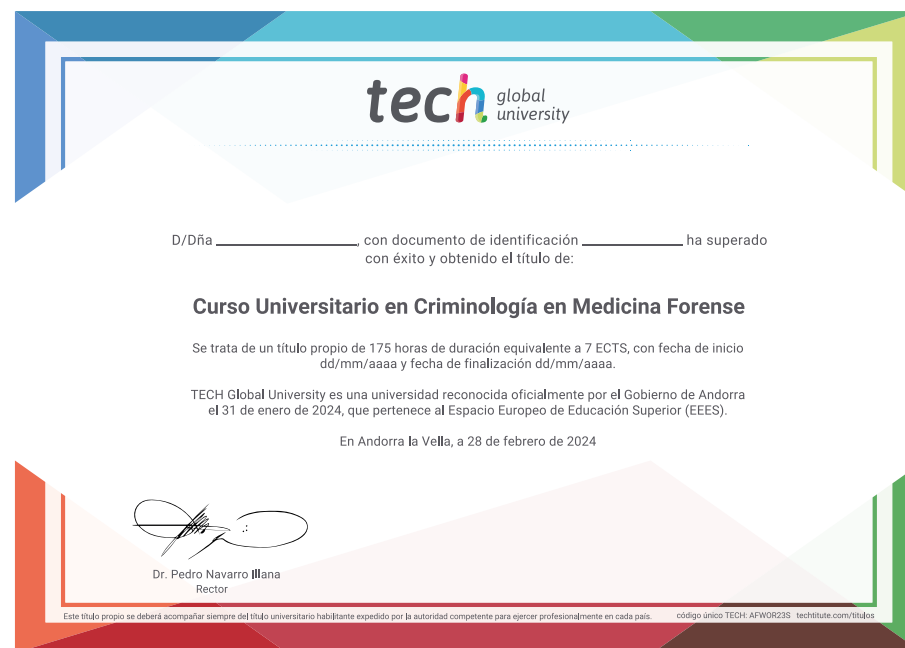 tech global university
D/Dña ____________________, con documento de identificación ______________ ha superado
con éxito y obtenido el título de:
Curso Universitario en Criminología en Medicina Forense
Se trata de un título propio de 175 horas de duración equivalente a 7 ECTS, con fecha de inicio
dd/mm/aaaa y fecha de finalización dd/mm/aaaa.
TECH Global University es una universidad reconocida oficialmente por el Gobierno de Andorra
el 31 de enero de 2024, que pertenece al Espacio Europeo de Educación Superior (EEES).
En Andorra la Vella, a 28 de febrero de 2024
Dr. Pedro Navarro Illana
Rector
Este título propio se deberá acompañar siempre del título universitario habilitante expedido por la autoridad competente para ejercer profesionalmente en cada país. código único TECH: AFWOR23S techtitute.com/titulos